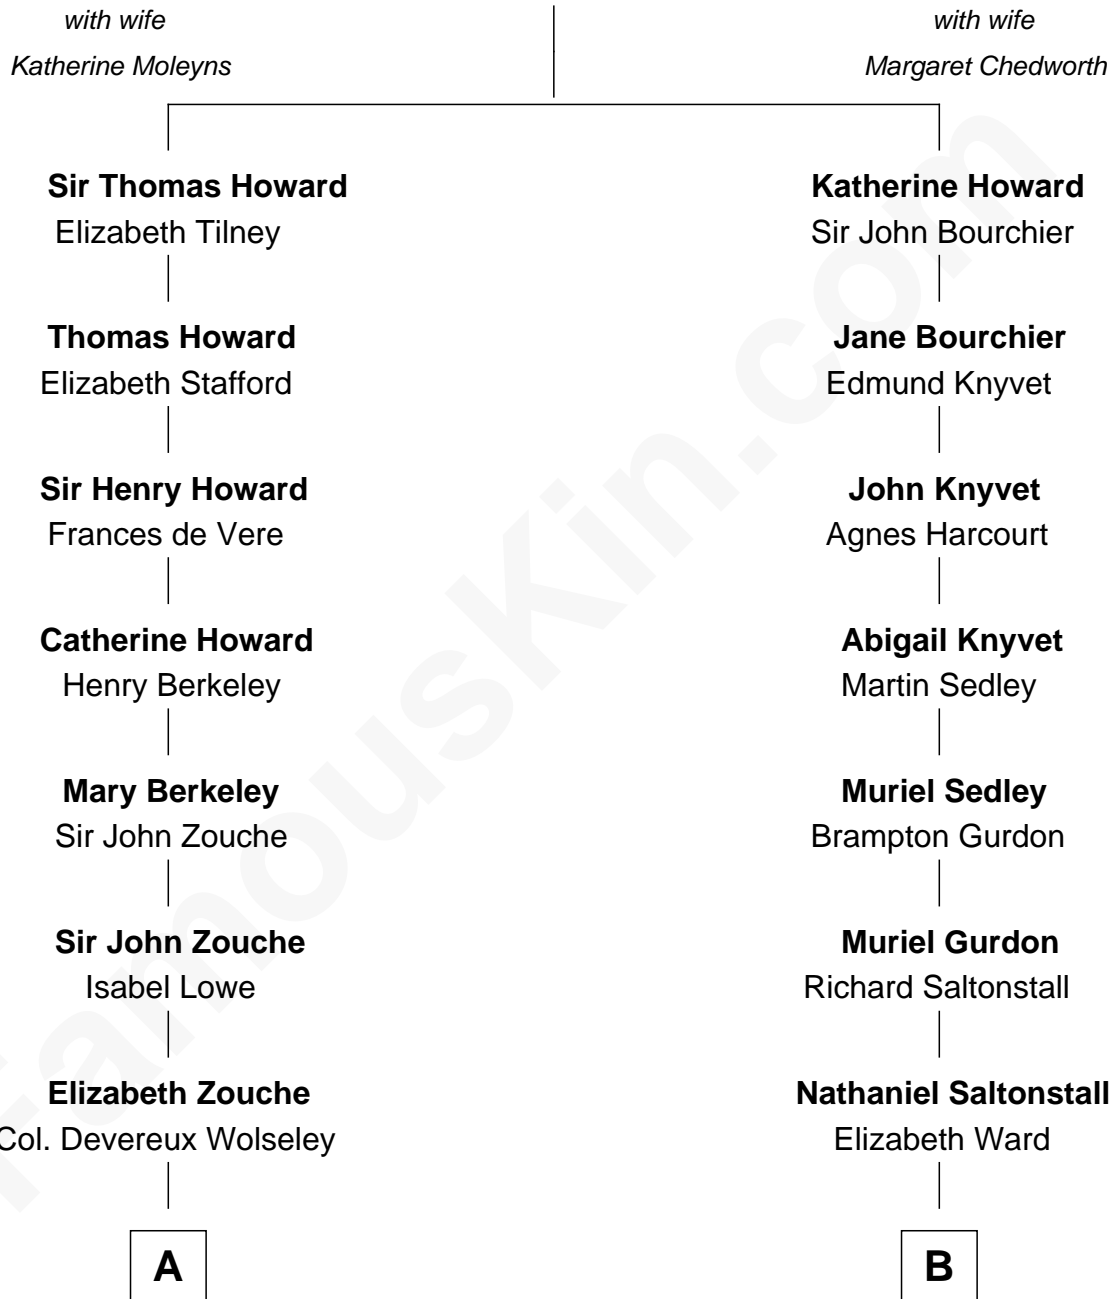 with wife
Katherine Moleyns
with wife
Margaret Chedworth
Sir Thomas Howard
Elizabeth Tilney
Katherine Howard
Sir John Bourchier
Thomas Howard
Elizabeth Stafford
Jane Bourchier
Edmund Knyvet
Sir Henry Howard
Frances de Vere
John Knyvet
Agnes Harcourt
Catherine Howard
Henry Berkeley
Abigail Knyvet
Martin Sedley
Mary Berkeley
Sir John Zouche
Muriel Sedley
Brampton Gurdon
Sir John Zouche
Isabel Lowe
Muriel Gurdon
Richard Saltonstall
Elizabeth Zouche
Col. Devereux Wolseley
Nathaniel Saltonstall
Elizabeth Ward
A
B
FamousKin.com